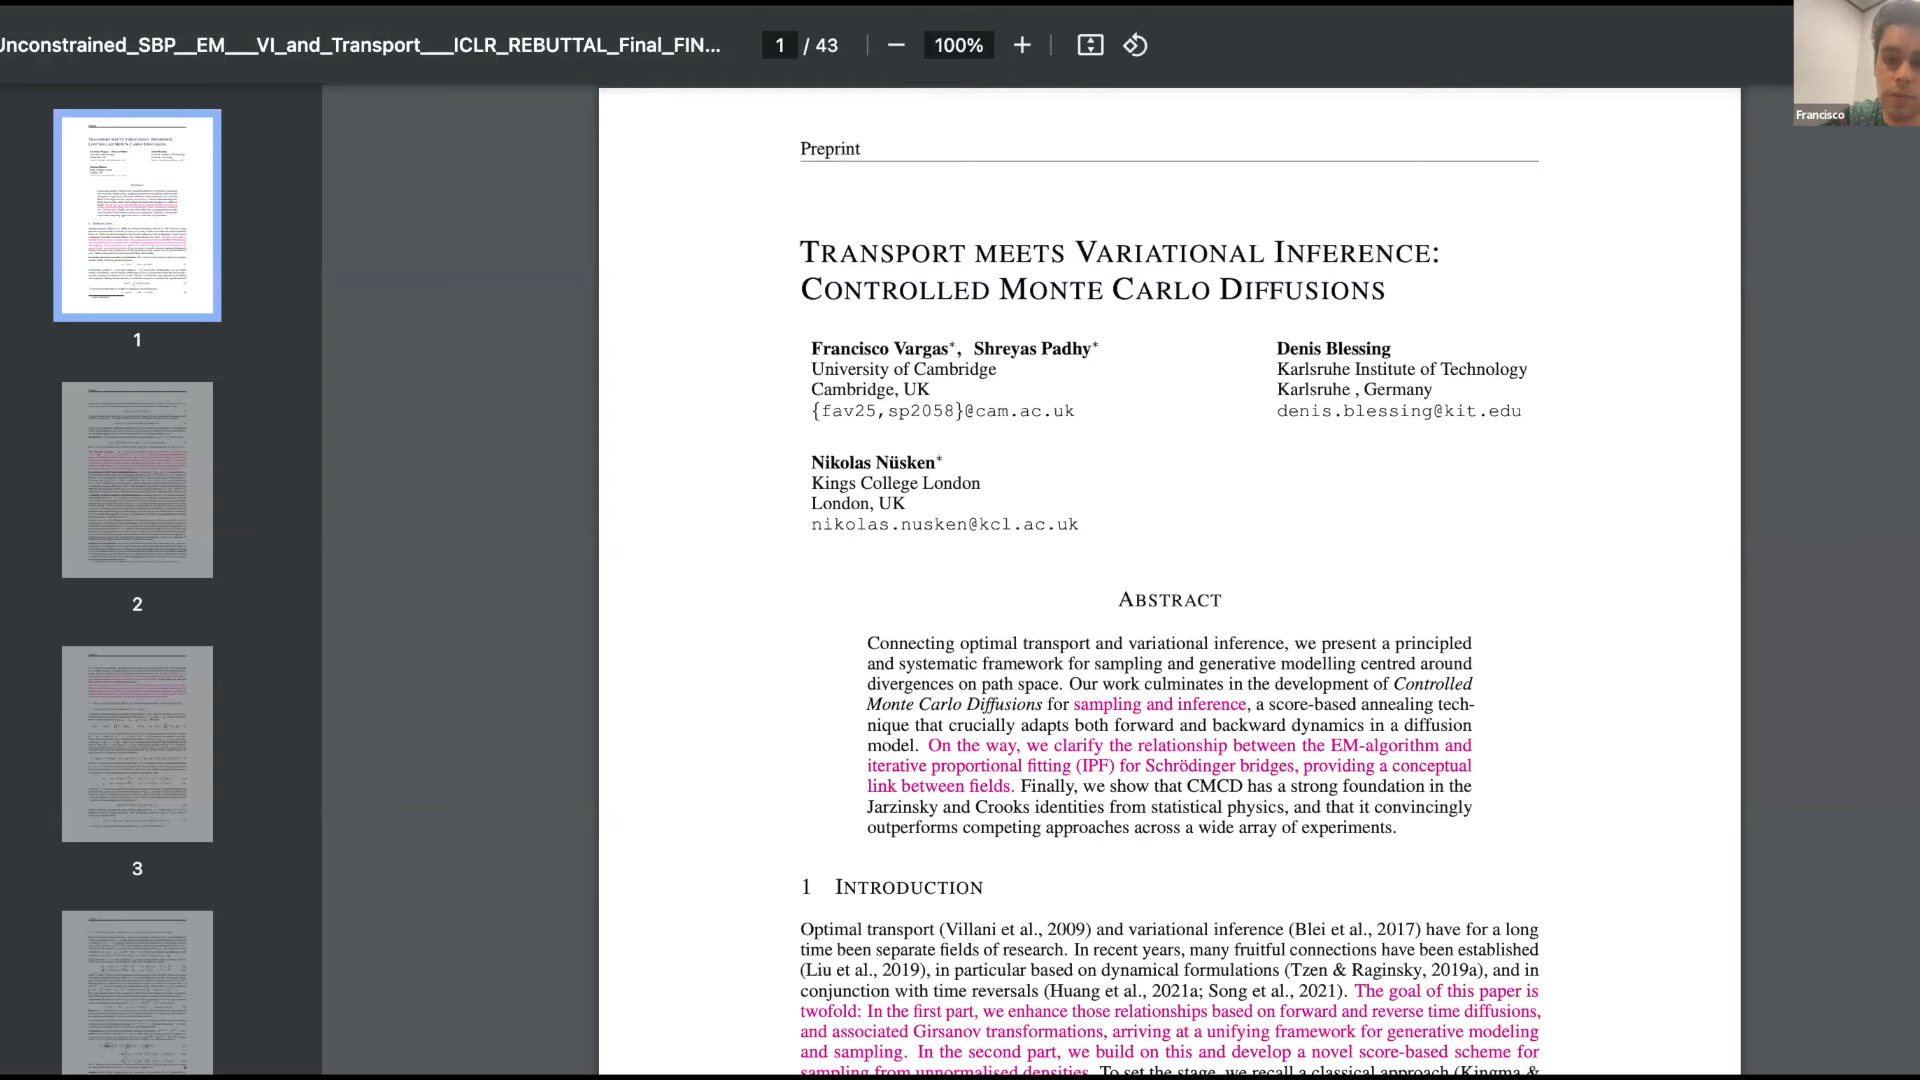 Unconstrained_SBP__EM___VI_and_Transport___ICLR_REBUTTAL_Final_FIN...
1 / 43
100%
Francisco
1
2
3
Preprint
TRANSPORT MEETS VARIATIONAL INFERENCE:
CONTROLLED MONTE CARLO DIFFUSIONS
Francisco Vargas*, Shreyas Padhy*
University of Cambridge
Cambridge, UK
{fav25,sp2058}@cam.ac.uk
Denis Blessing
Karlsruhe Institute of Technology
Karlsruhe , Germany
denis.blessing@kit.edu
Nikolas Nüsken*
Kings College London
London, UK
nikolas.nusken@kcl.ac.uk
ABSTRACT
Connecting optimal transport and variational inference, we present a principled
and systematic framework for sampling and generative modelling centred around
divergences on path space. Our work culminates in the development of Controlled
Monte Carlo Diffusions for sampling and inference, a score-based annealing tech-
nique that crucially adapts both forward and backward dynamics in a diffusion
model. On the way, we clarify the relationship between the EM-algorithm and
iterative proportional fitting (IPF) for Schrödinger bridges, providing a conceptual
link between fields. Finally, we show that CMCD has a strong foundation in the
Jarzinsky and Crooks identities from statistical physics, and that it convincingly
outperforms competing approaches across a wide array of experiments.
1 INTRODUCTION
Optimal transport (Villani et al., 2009) and variational inference (Blei et al., 2017) have for a long
time been separate fields of research. In recent years, many fruitful connections have been established
(Liu et al., 2019), in particular based on dynamical formulations (Tzen & Raginsky, 2019a), and in
conjunction with time reversals (Huang et al., 2021a; Song et al., 2021). The goal of this paper is
twofold: In the first part, we enhance those relationships based on forward and reverse time diffusions,
and associated Girsanov transformations, arriving at a unifying framework for generative modeling
and sampling. In the second part, we build on this and develop a novel score-based scheme for
sampling from unnormalised densities. To set the stage, we recall a classical approach (Kingma &